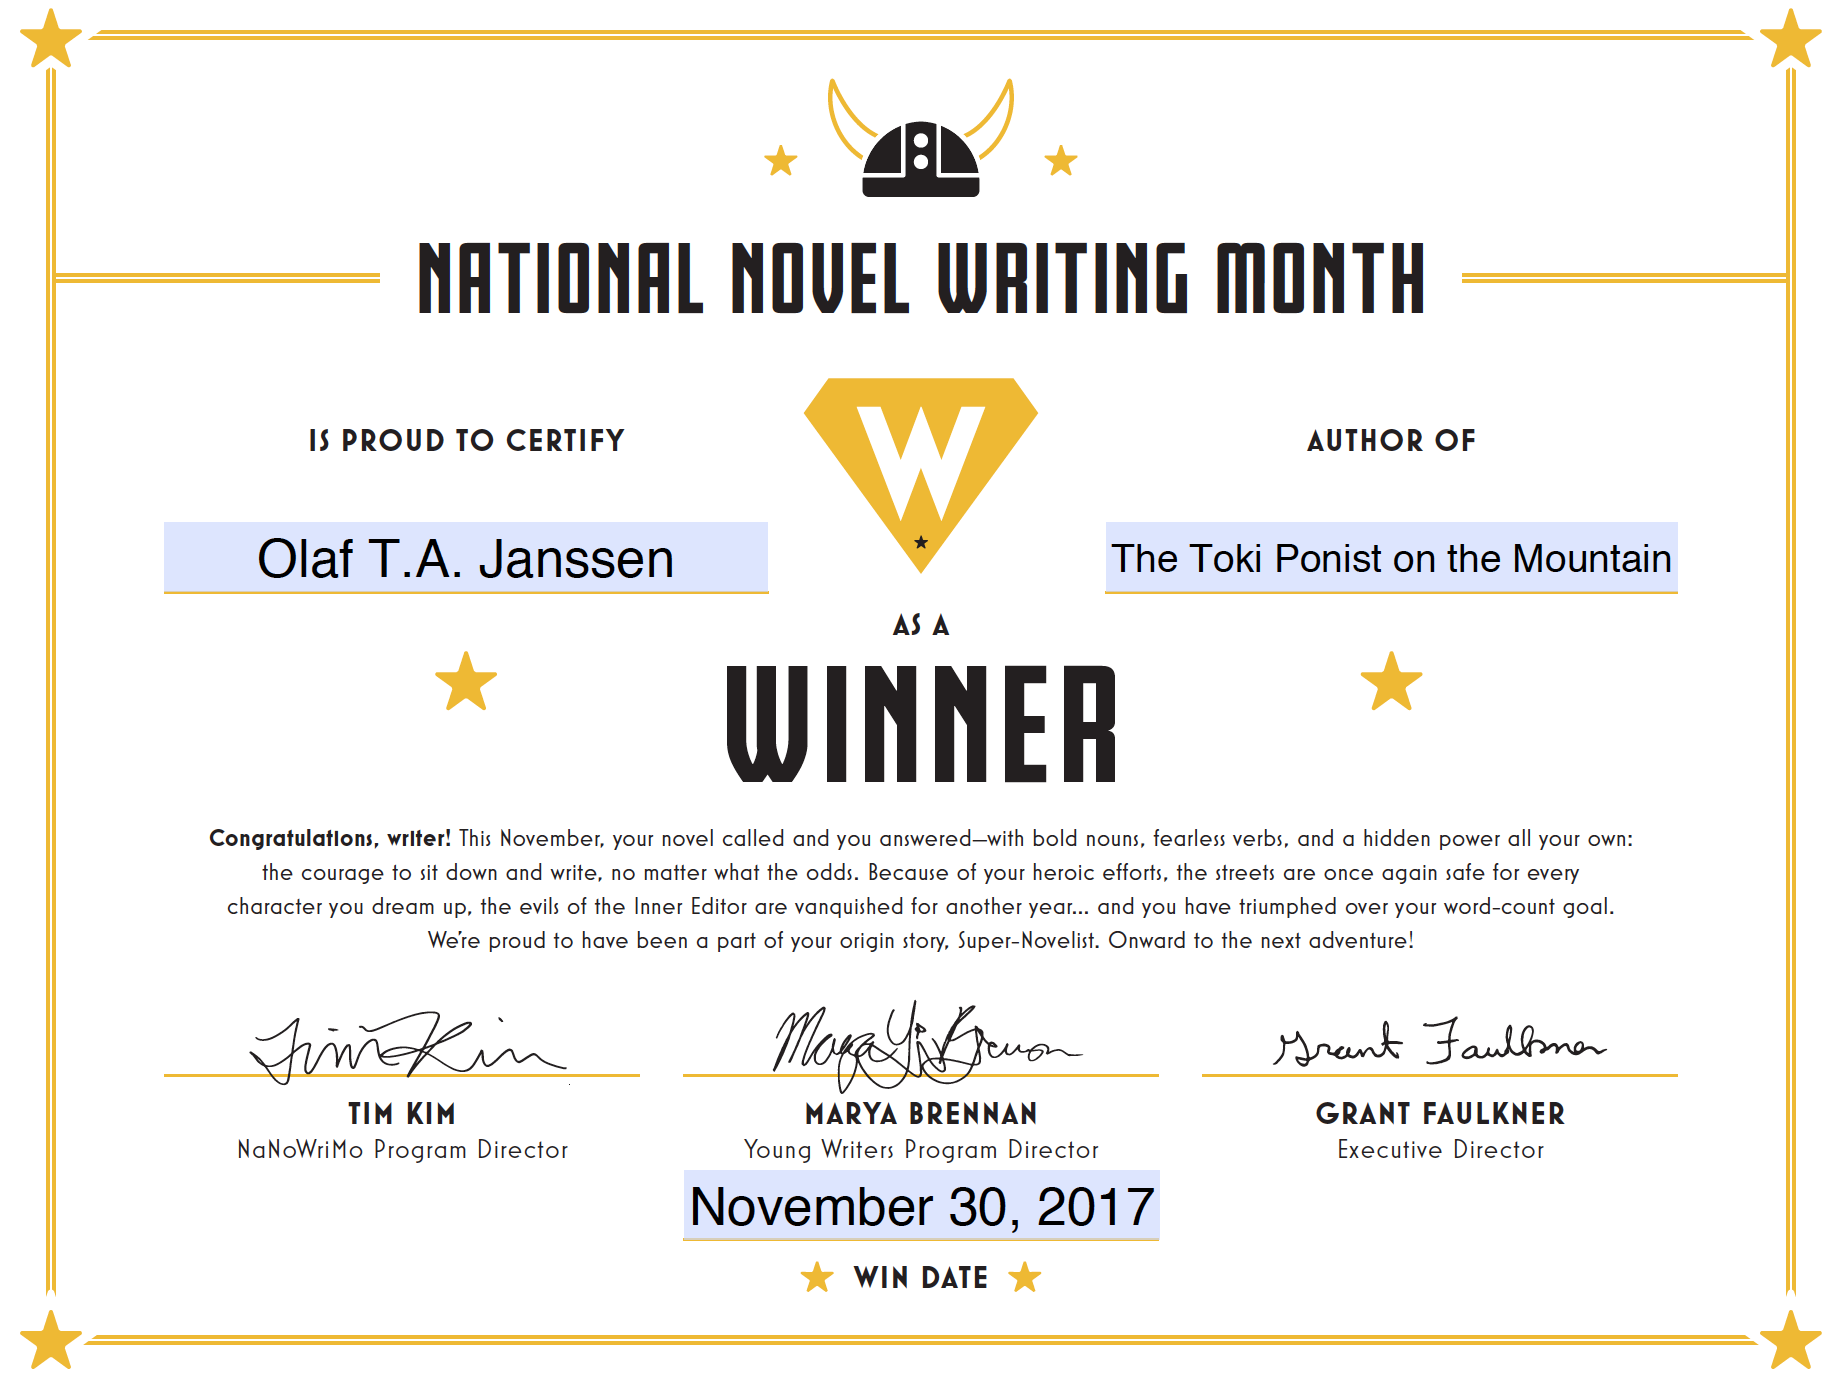 NATIONAL NOVEL WRITING MONTH
IS PROUD TO CERTIFY
Olaf T.A. Janssen
W
AUTHOR OF
The Toki Ponist on the Mountain
AS A
WINNER
Congratulations, writer! This November, your novel called and you answered—with bold nouns, fearless verbs, and a hidden power all your own:
the courage to sit down and write, no matter what the odds. Because of your heroic efforts, the streets are once again safe for every
character you dream up, the evils of the Inner Editor are vanquished for another year... and you have triumphed over your word-count goal.
We're proud to have been a part of your origin story, Super-Novelist. Onward to the next adventure!
Tim Kim
Marya Brennan
Grant Faulkner
TIM KIM
NaNoWriMo Program Director
MARYA BRENNAN
Young Writers Program Director
GRANT FAULKNER
Executive Director
November 30, 2017
WIN DATE